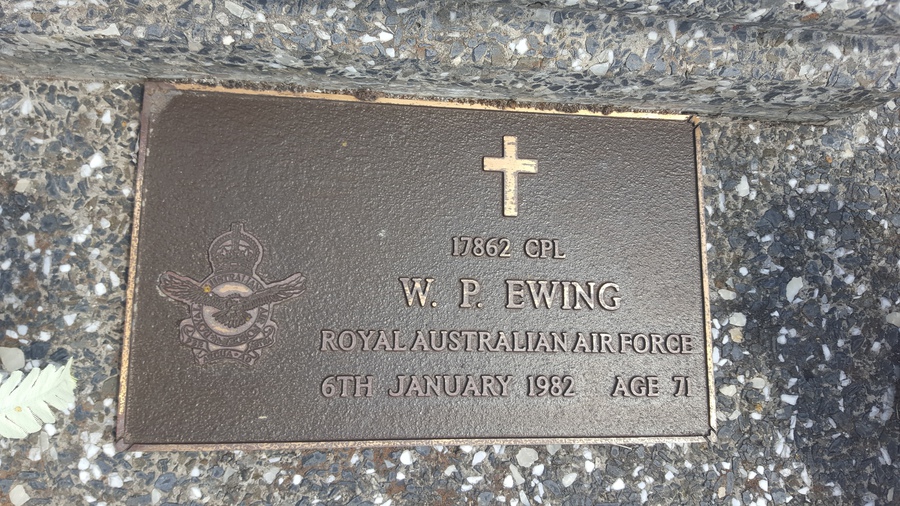 17862 CPL
W. P. EWING
ROYAL AUSTRALIAN AIR FORCE
6TH JANUARY 1982 AGE 71